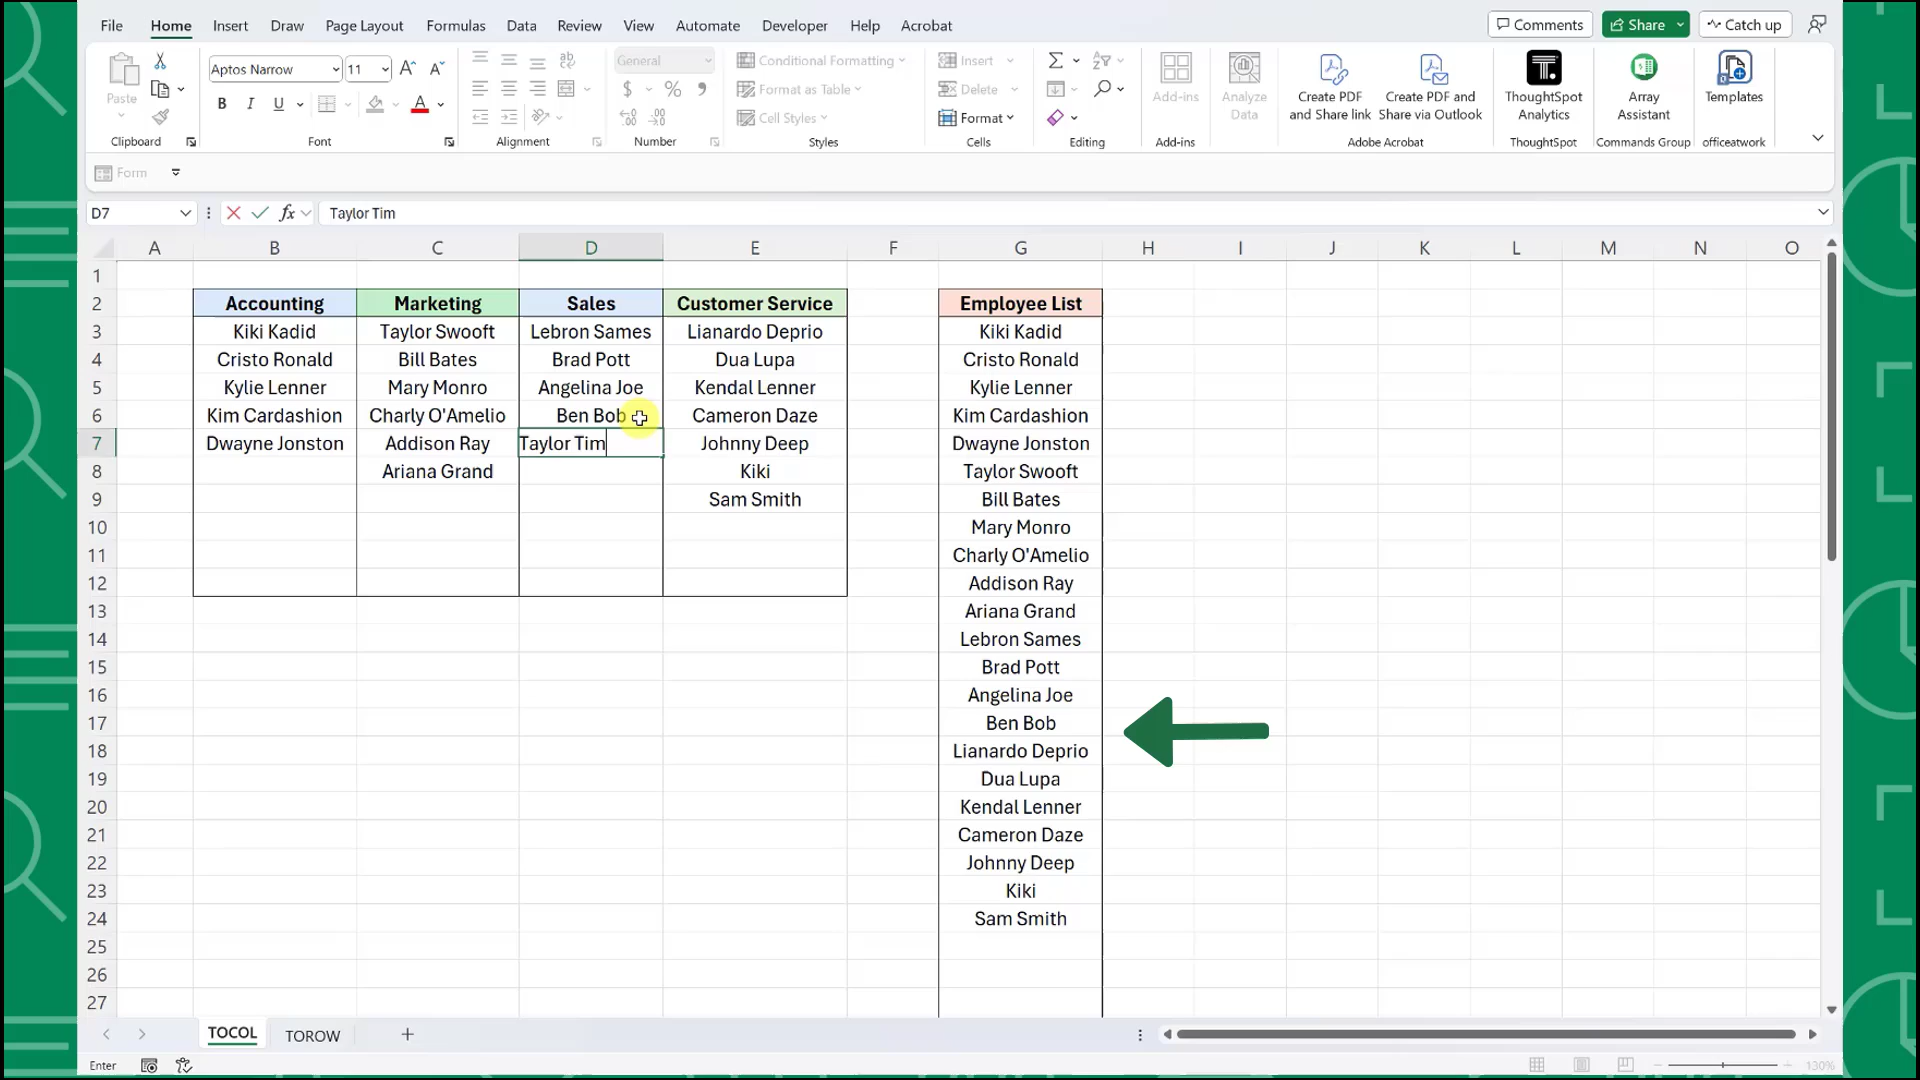 File Home Insert Draw Page Layout Formulas Data Review View Automate Developer Help Acrobat Comments Share Catch up
Paste
Clipboard
Aptos Narrow 11
B I U
Font
ab
Alignment
General
$ % 9
Number
Conditional Formatting
Format as Table
Cell Styles
Styles
Insert
Delete
Format
Cells
Editing
Add-ins
Add-ins
Analyze
Data
Create PDF
and Share link
Create PDF and
Share via Outlook
Adobe Acrobat
ThoughtSpot
Analytics
ThoughtSpot
Array
Assistant
Commands Group
Templates
officeatwork
Form
D7 fx Taylor Tim
A B C D E F G H I J K L M N O
1
2 Accounting Marketing Sales Customer Service Employee List
3 Kiki Kadid Taylor Swooft Lebron Sames Lianardo Deprio Kiki Kadid
4 Cristo Ronald Bill Bates Brad Pott Dua Lupa Cristo Ronald
5 Kylie Lenner Mary Monro Angelina Joe Kendal Lenner Kylie Lenner
6 Kim Cardashion Charly O'Amelio Ben Bob Cameron Daze Kim Cardashion
7 Dwayne Jonston Addison Ray Taylor Tim Johnny Deep Dwayne Jonston
8 Ariana Grand Kiki Taylor Swooft
9 Sam Smith Bill Bates
10 Mary Monro
11 Charly O'Amelio
12 Addison Ray
13 Ariana Grand
14 Lebron Sames
15 Brad Pott
16 Angelina Joe
17 Ben Bob
18 Lianardo Deprio
19 Dua Lupa
20 Kendal Lenner
21 Cameron Daze
22 Johnny Deep
23 Kiki
24 Sam Smith
25
26
27
TOCOL TOROW
Enter 130%